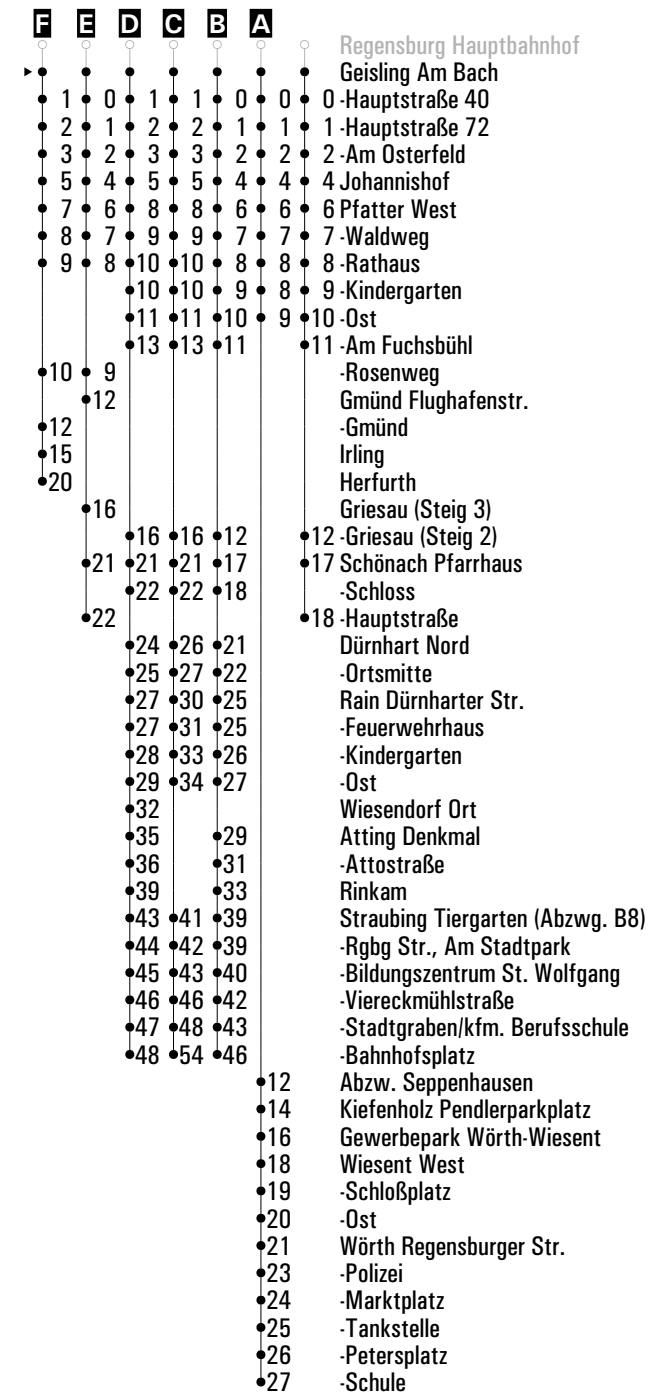 F E D C B A
Regensburg Hauptbahnhof
Geisling Am Bach
1 0 1 1 0 0 0 -Hauptstraße 40
2 1 2 2 1 1 1 -Hauptstraße 72
3 2 3 3 2 2 2 -Am Osterfeld
5 4 5 5 4 4 4 Johannishof
7 6 8 8 6 6 6 Pfatter West
8 7 9 9 7 7 7 -Waldweg
9 8 10 10 8 8 8 -Rathaus
10 10 9 8 9 -Kindergarten
11 11 10 9 10 -Ost
13 13 11 11 -Am Fuchsbühl
10 9 -Rosenweg
12 Gmünd Flughafenstr.
12 -Gmünd
15 Irling
20 Herfurth
16 Griesau (Steig 3)
16 16 12 12 -Griesau (Steig 2)
21 21 21 17 17 Schönach Pfarrhaus
22 22 18 -Schloss
22 18 -Hauptstraße
24 26 21 Dürnhart Nord
25 27 22 -Ortsmitte
27 30 25 Rain Dürnharter Str.
27 31 25 -Feuerwehrhaus
28 33 26 -Kindergarten
29 34 27 -Ost
32 Wiesendorf Ort
35 29 Atting Denkmal
36 31 -Attostraße
39 33 Rinkam
43 41 39 Straubing Tiergarten (Abzwg. B8)
44 42 39 -Rgbg Str., Am Stadtpark
45 43 40 -Bildungszentrum St. Wolfgang
46 46 42 -Viereckmühlstraße
47 48 43 -Stadtgraben/kfm. Berufsschule
48 54 46 -Bahnhofsplatz
12 Abzw. Seppenhausen
14 Kiefenholz Pendlerparkplatz
16 Gewerbepark Wörth-Wiesent
18 Wiesent West
19 -Schloßplatz
20 -Ost
21 Wörth Regensburger Str.
23 -Polizei
24 -Marktplatz
25 -Tankstelle
26 -Petersplatz
27 -Schule